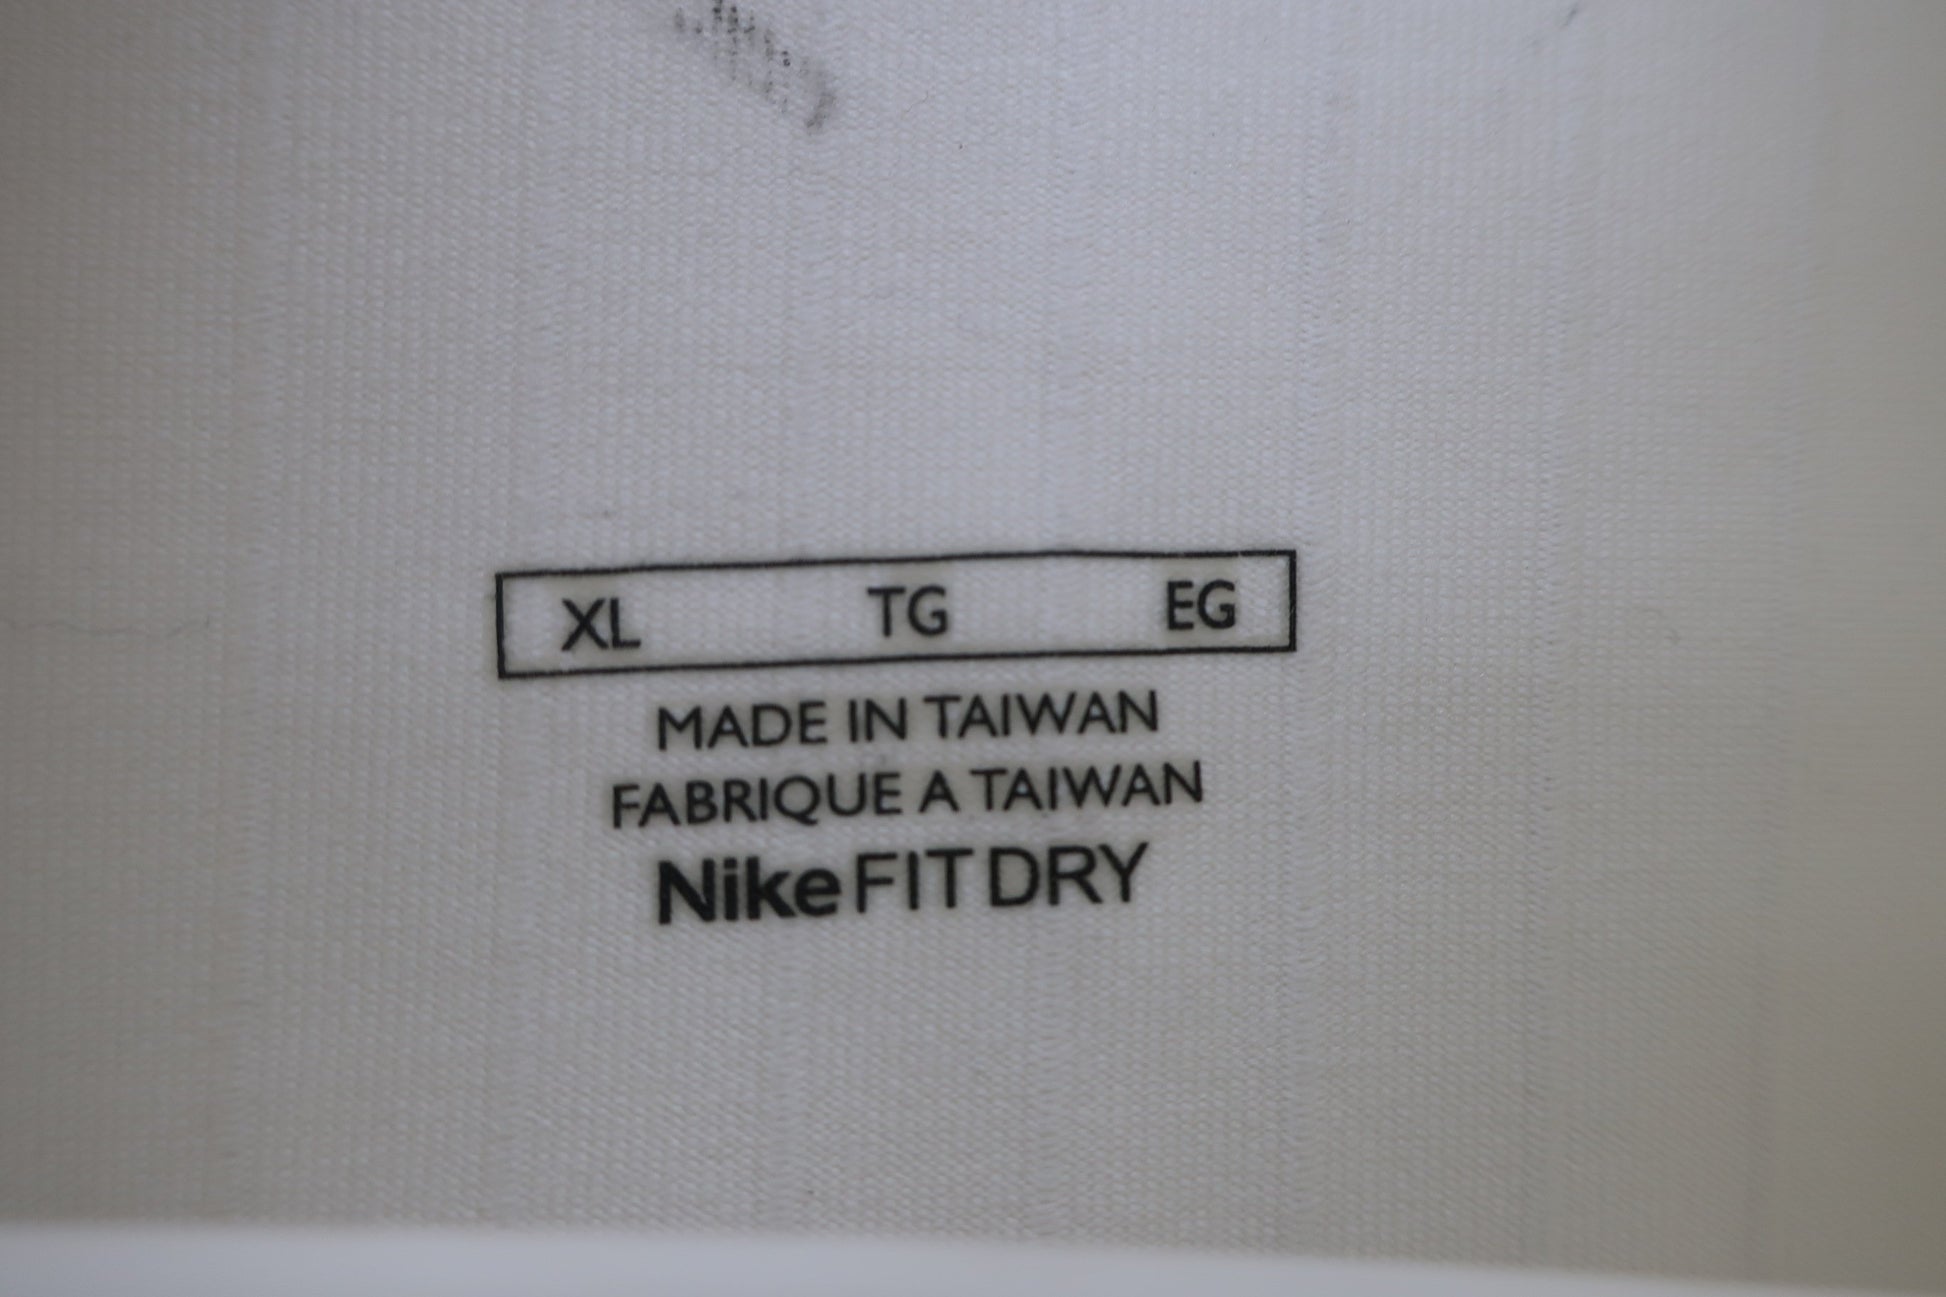 XL TG EG
MADE IN TAIWAN
FABRIQUE A TAIWAN
Nike FIT DRY